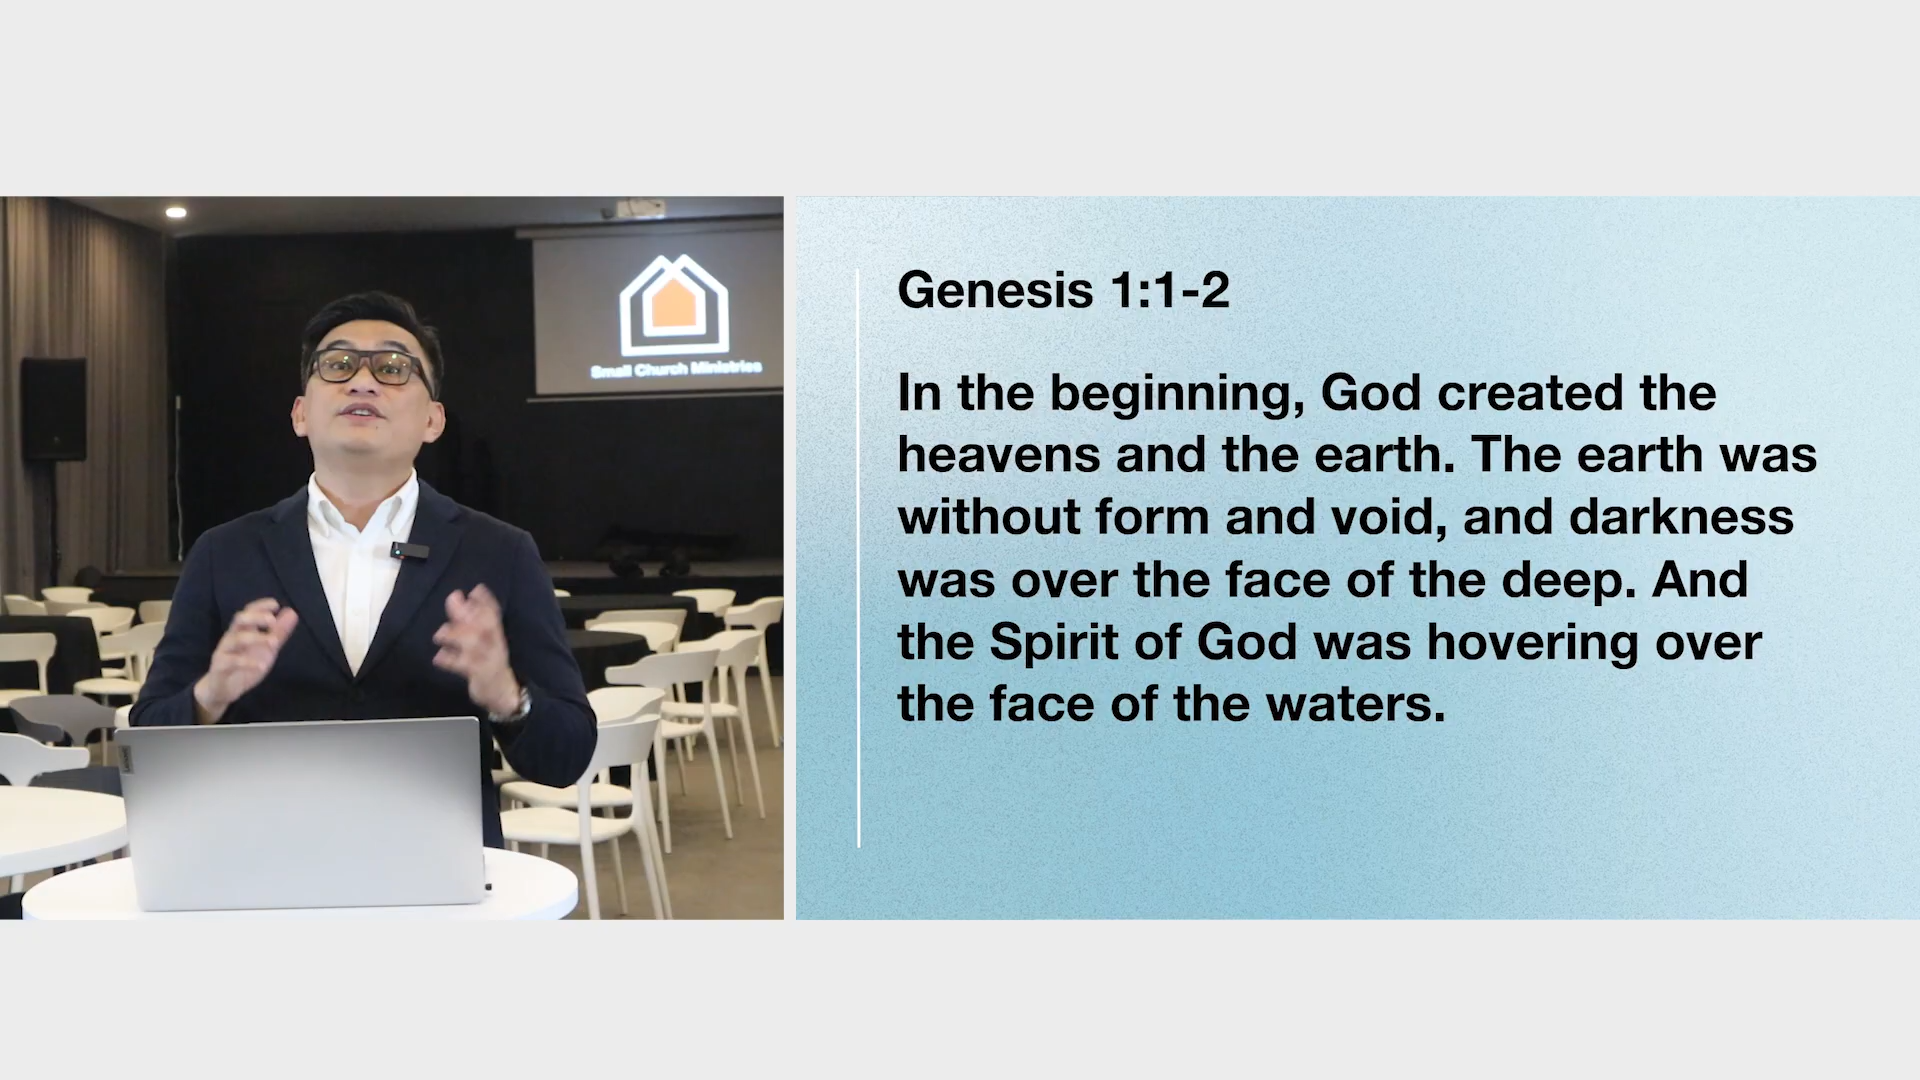 Small Church Ministries
Genesis 1:1-2
In the beginning, God created the
heavens and the earth. The earth was
without form and void, and darkness
was over the face of the deep. And
the Spirit of God was hovering over
the face of the waters.